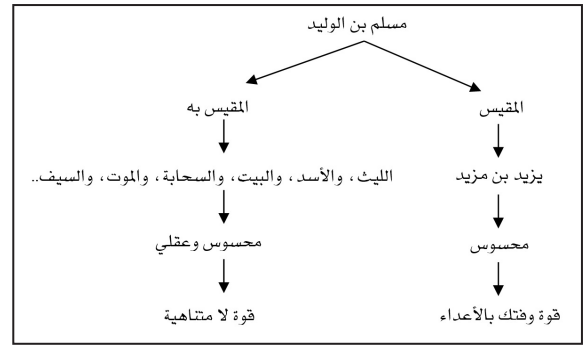 مسلم بن الوليد
المقيس
المقيس به
يزيد بن مزيد
الليث، والأسد، والبيت، والسحابة، والموت، والسيف..
محسوس
محسوس وعقلي
قوة وفتك بالأعداء
قوة لا متناهية